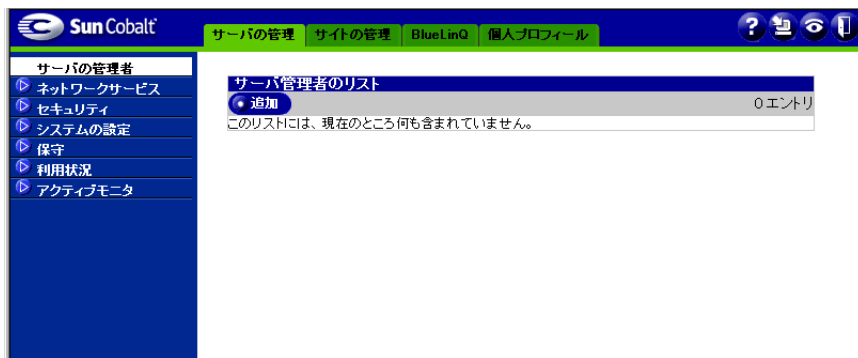 Sun Cobalt
サーバの管理 サイトの管理 BlueLinQ 個人プロフィール
?
サーバの管理者
ネットワークサービス
セキュリティ
システムの設定
保守
利用状況
アクティブモニタ
サーバ管理者のリスト
追加 0 エントリ
このリストには、現在のところ何も含まれていません。